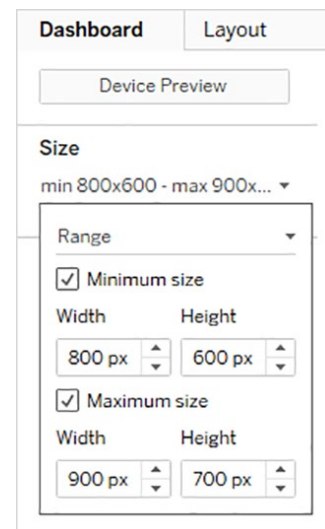 Dashboard Layout
Device Preview
Size
min 800x600 - max 900x...
Range
Minimum size
Width Height
800 px 600 px
Maximum size
Width Height
900 px 700 px